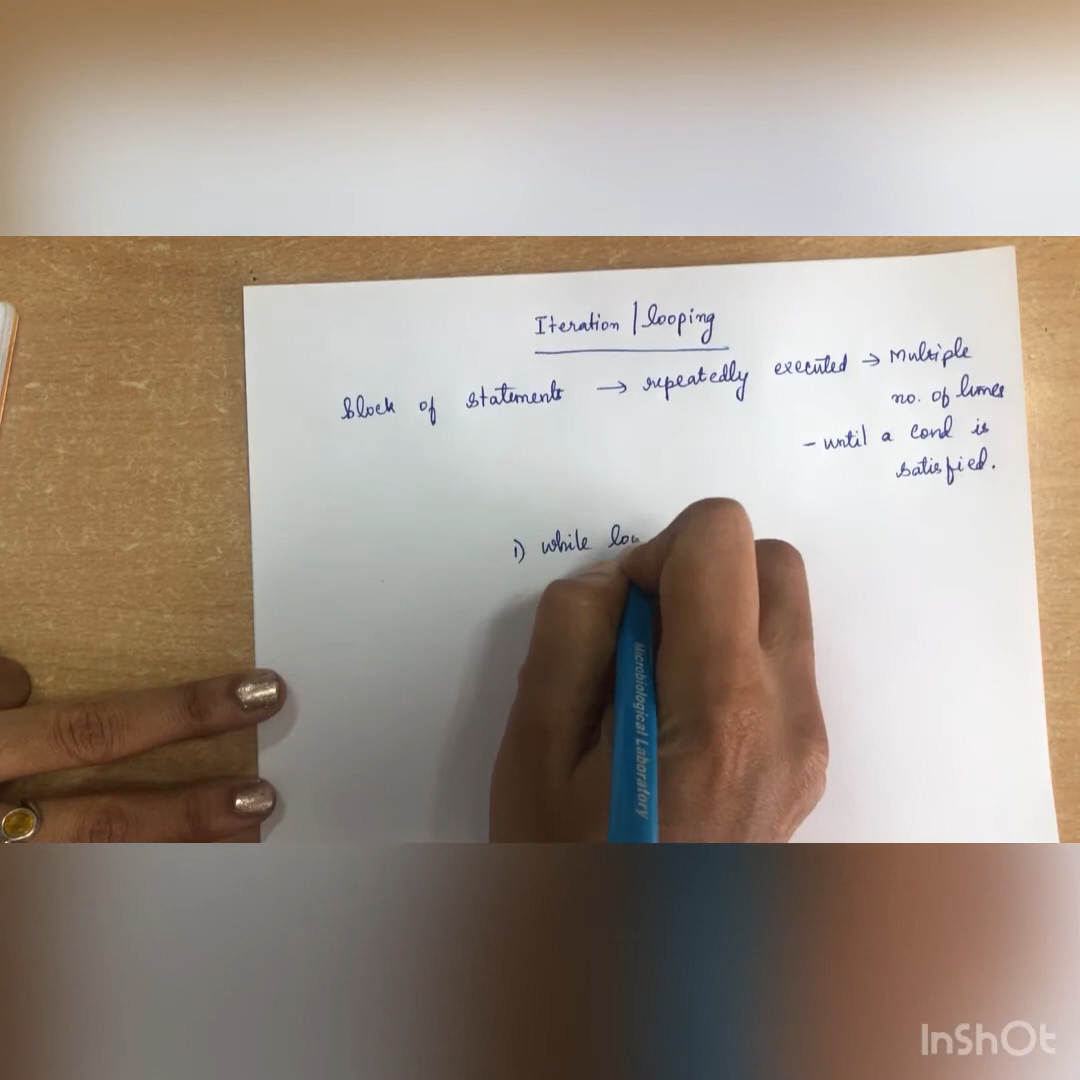 Iteration / looping
block of statements → repeatedly executed → Multiple
no. of times
- until a cond is
satisfied.
1) while
Microbiological Laboratory
InShOt